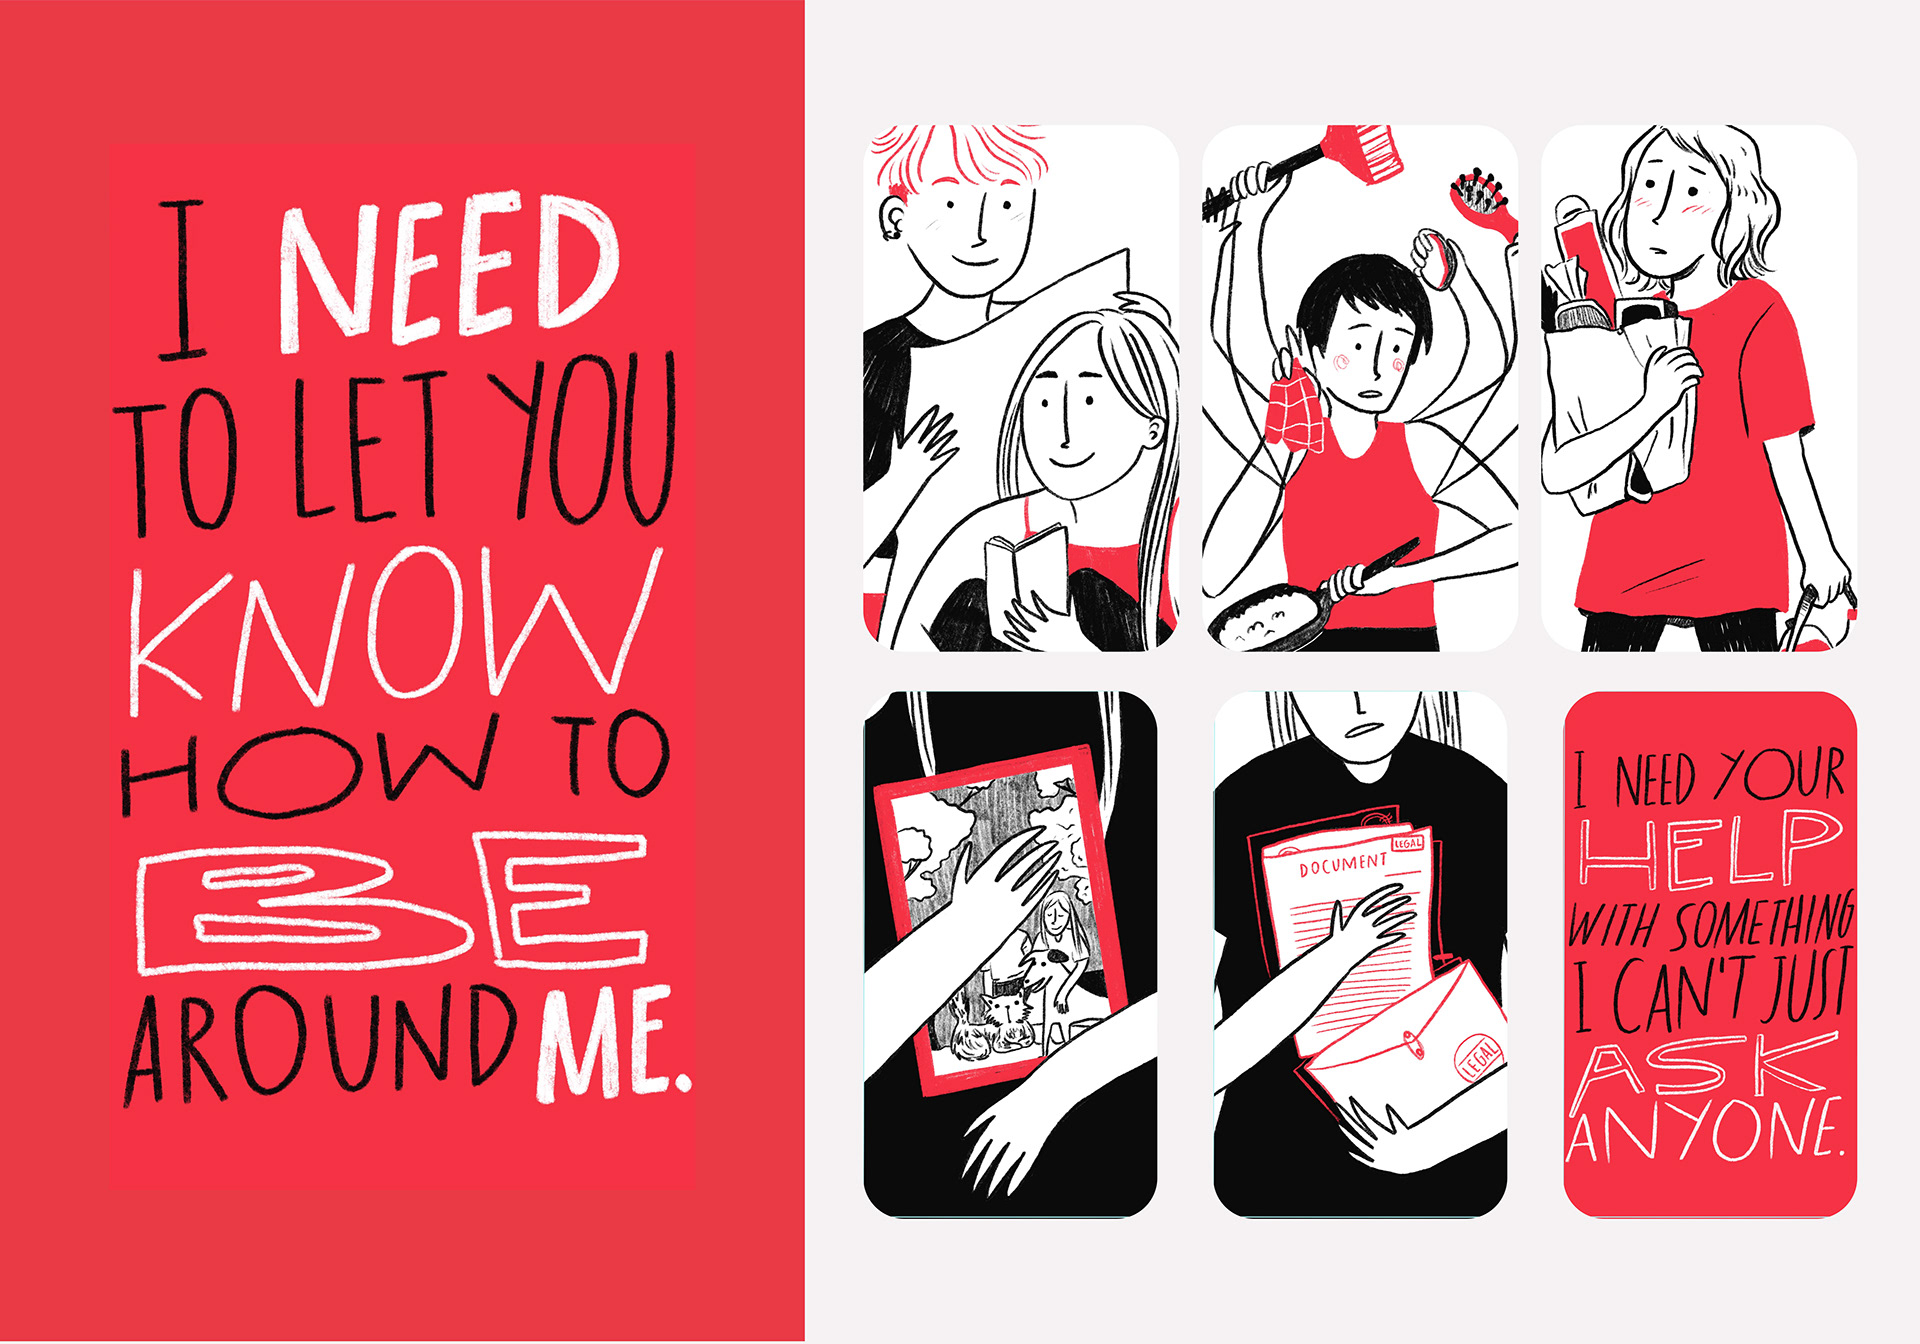 I NEED
TO LET YOU
KNOW
HOW TO
BE
AROUND ME.
DOCUMENT
LEGAL
LEGAL
I NEED YOUR
HELP
WITH SOMETHING
I CAN'T JUST
ASK
ANYONE.